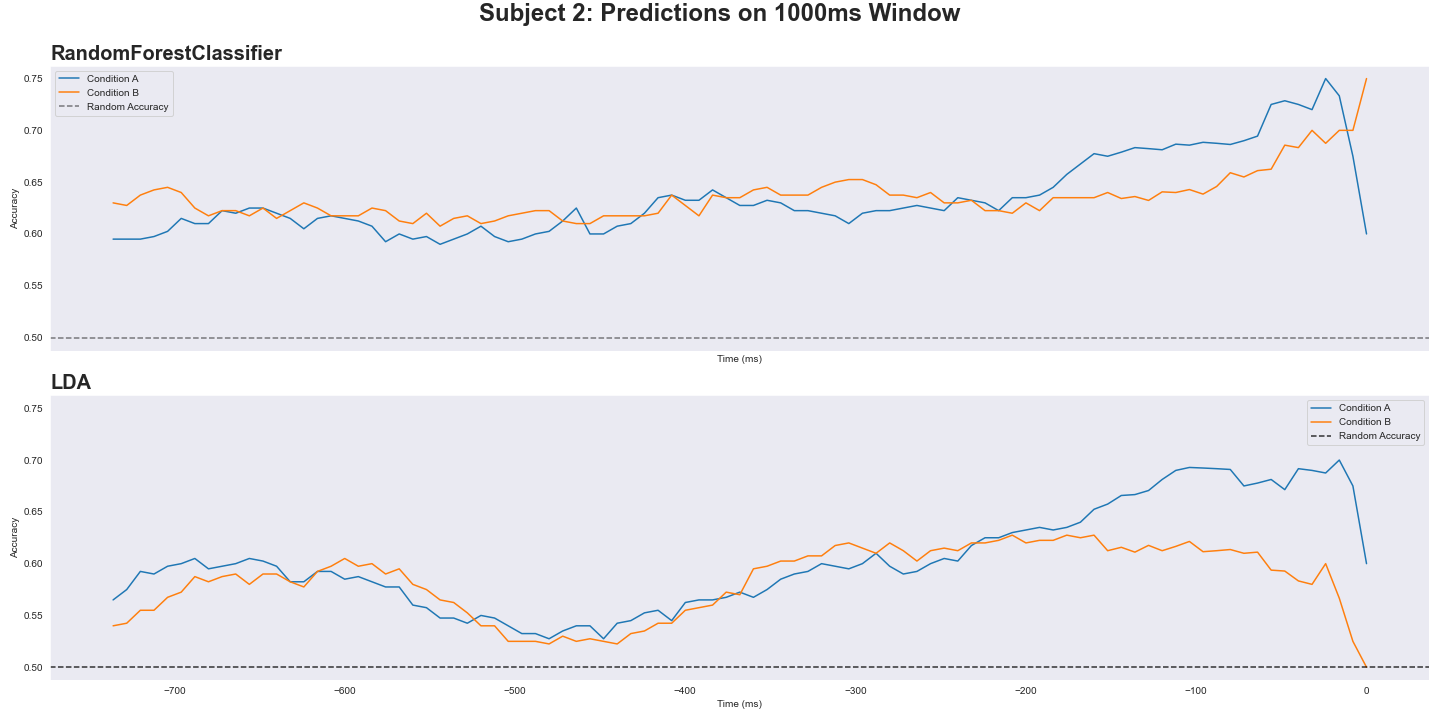 Subject 2: Predictions on 1000ms Window
RandomForestClassifier
Condition A
Condition B
Random Accuracy
0.75
0.70
0.65
0.60
0.55
0.50
Accuracy
Time (ms)
LDA
Condition A
Condition B
Random Accuracy
0.75
0.70
0.65
0.60
0.55
0.50
Accuracy
−700 −600 −500 −400 −300 −200 −100 0
Time (ms)